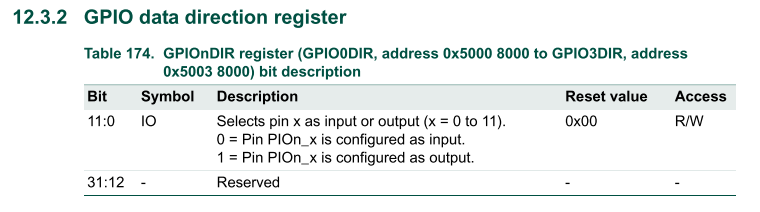 12.3.2 GPIO data direction register
Table 174. GPIOnDIR register (GPIO0DIR, address 0x5000 8000 to GPIO3DIR, address
0x5003 8000) bit description
Bit Symbol Description Reset value Access
11:0 IO Selects pin x as input or output (x = 0 to 11). 0x00 R/W
0 = Pin PIOn_x is configured as input.
1 = Pin PIOn_x is configured as output.
31:12 - Reserved - -